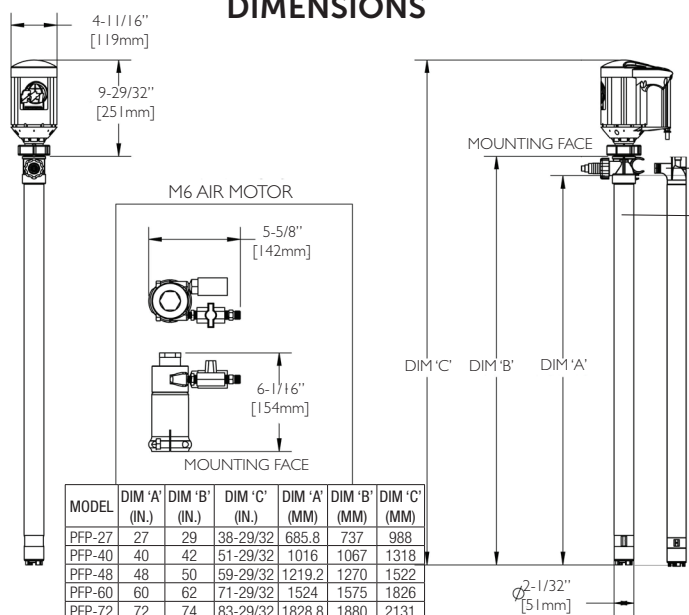 DIMENSIONS
4-11/16"
[119mm]
9-29/32"
[251mm]
MOUNTING FACE
M6 AIR MOTOR
5-5/8"
[142mm]
DIM 'C' DIM 'B' DIM 'A'
6-1/16"
[154mm]
MOUNTING FACE
MODEL DIM 'A' (IN.) DIM 'B' (IN.) DIM 'C' (IN.) DIM 'A' (MM) DIM 'B' (MM) DIM 'C' (MM)
PFP-27 27 29 38-29/32 685.8 737 988
PFP-40 40 42 51-29/32 1016 1067 1318
PFP-48 48 50 59-29/32 1219.2 1270 1522
PFP-60 60 62 71-29/32 1524 1575 1826
PFP-72 72 74 83-29/32 1828.8 1880 2131
⌀2-1/32"
[51mm]